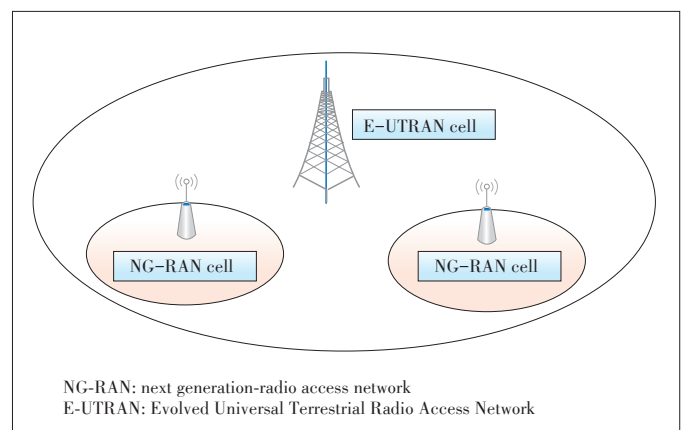 E-UTRAN cell
NG-RAN cell
NG-RAN cell
NG-RAN: next generation-radio access network
E-UTRAN: Evolved Universal Terrestrial Radio Access Network